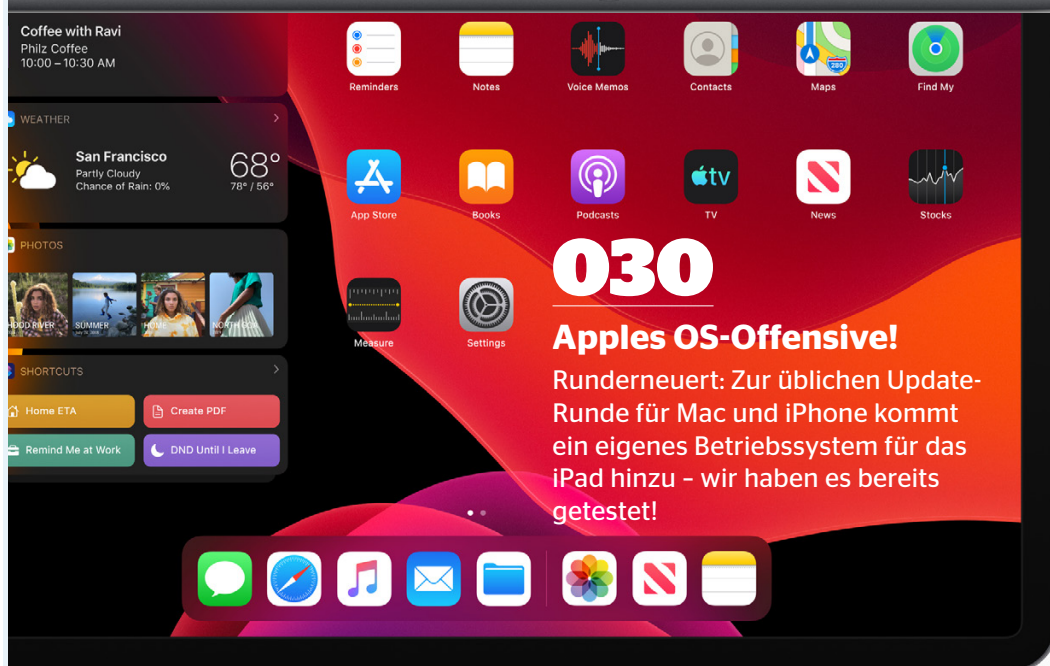 Coffee with Ravi
Philz Coffee
10:00 – 10:30 AM
WEATHER
San Francisco
Partly Cloudy
Chance of Rain: 0%
68°
78° / 56°
PHOTOS
HOOD RIVER
SUMMER
HOME
SHORTCUTS
Home ETA
Create PDF
Remind Me at Work
DND Until I Leave
Reminders
Notes
Voice Memos
Contacts
280
Maps
Find My
App Store
Books
Podcasts
tv
TV
News
Stocks
Measure
Settings
030
Apples OS-Offensive!
Runderneuert: Zur üblichen Update-
Runde für Mac und iPhone kommt
ein eigenes Betriebssystem für das
iPad hinzu – wir haben es bereits
getestet!